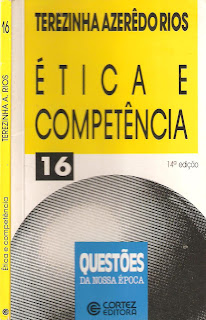 16
TEREZINHA A. RIOS
Ética e competência
TEREZINHA AZERÊDO RIOS
ÉTICA E
COMPETÊNCIA
16
14ª edição
QUESTÕES
DA NOSSA ÉPOCA
CORTEZ
EDITORA